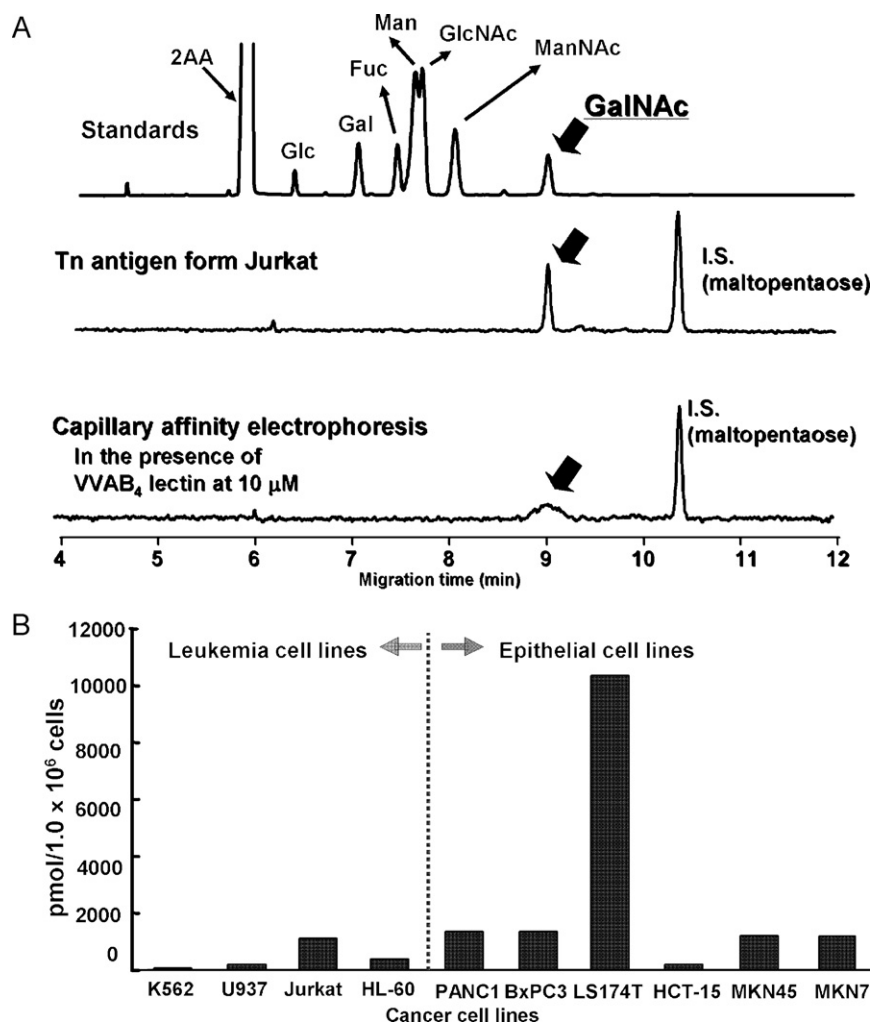 A
2AA
Man
GlcNAc
ManNAc
Fuc
GalNAc
Standards
Glc
Gal
Tn antigen form Jurkat
I.S.
(maltopentaose)
Capillary affinity electrophoresis
In the presence of
VVAB₄ lectin at 10 μM
I.S.
(maltopentaose)
4 5 6 7 8 9 10 11 12
Migration time (min)
B
12000
10000
8000
6000
4000
2000
0
pmol/1.0 x 10⁶ cells
Leukemia cell lines
Epithelial cell lines
K562 U937 Jurkat HL-60 PANC1 BxPC3 LS174T HCT-15 MKN45 MKN7
Cancer cell lines